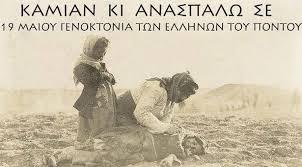 ΚΑΜΙΑΝ ΚΙ ΑΝΑΣΠΑΛΩ ΣΕ
19 ΜΑΙΟΥ ΓΕΝΟΚΤΟΝΙΑ ΤΩΝ ΕΛΛΗΝΩΝ ΤΟΥ ΠΟΝΤΟΥ